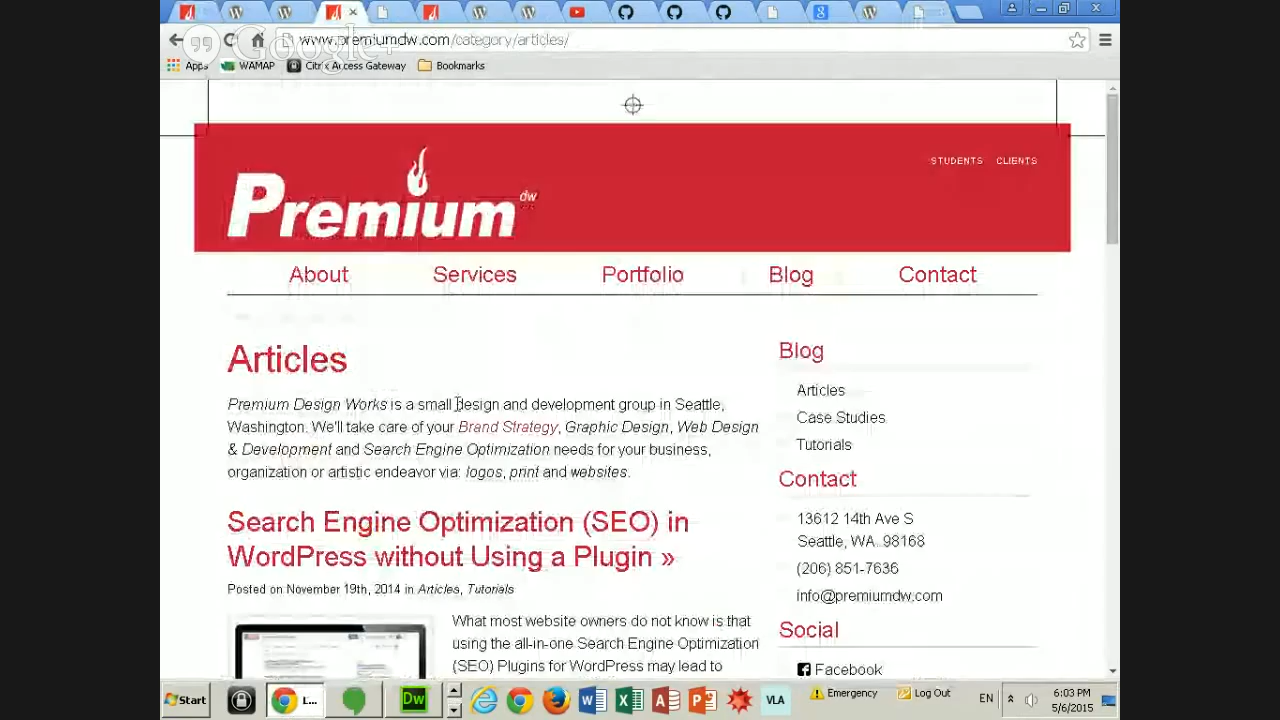 www.premiumdw.com/category/articles/
Google+
Apps WAMAP Citrix Access Gateway Bookmarks
STUDENTS CLIENTS
Premium dw
About Services Portfolio Blog Contact
Articles
Premium Design Works is a small design and development group in Seattle,
Washington. We'll take care of your Brand Strategy, Graphic Design, Web Design
& Development and Search Engine Optimization needs for your business,
organization or artistic endeavor via: logos, print and websites.
Search Engine Optimization (SEO) in
WordPress without Using a Plugin »
Posted on November 19th, 2014 in Articles, Tutorials
What most website owners do not know is that
using the all-in-one Search Engine Optimization
(SEO) Plugins for WordPress may lead to
Blog
Articles
Case Studies
Tutorials
Contact
13612 14th Ave S
Seattle, WA. 98168
(206) 851-7636
info@premiumdw.com
Social
Facebook
Start L... Dw VLA Emergency Log Out EN 6:03 PM
5/6/2015